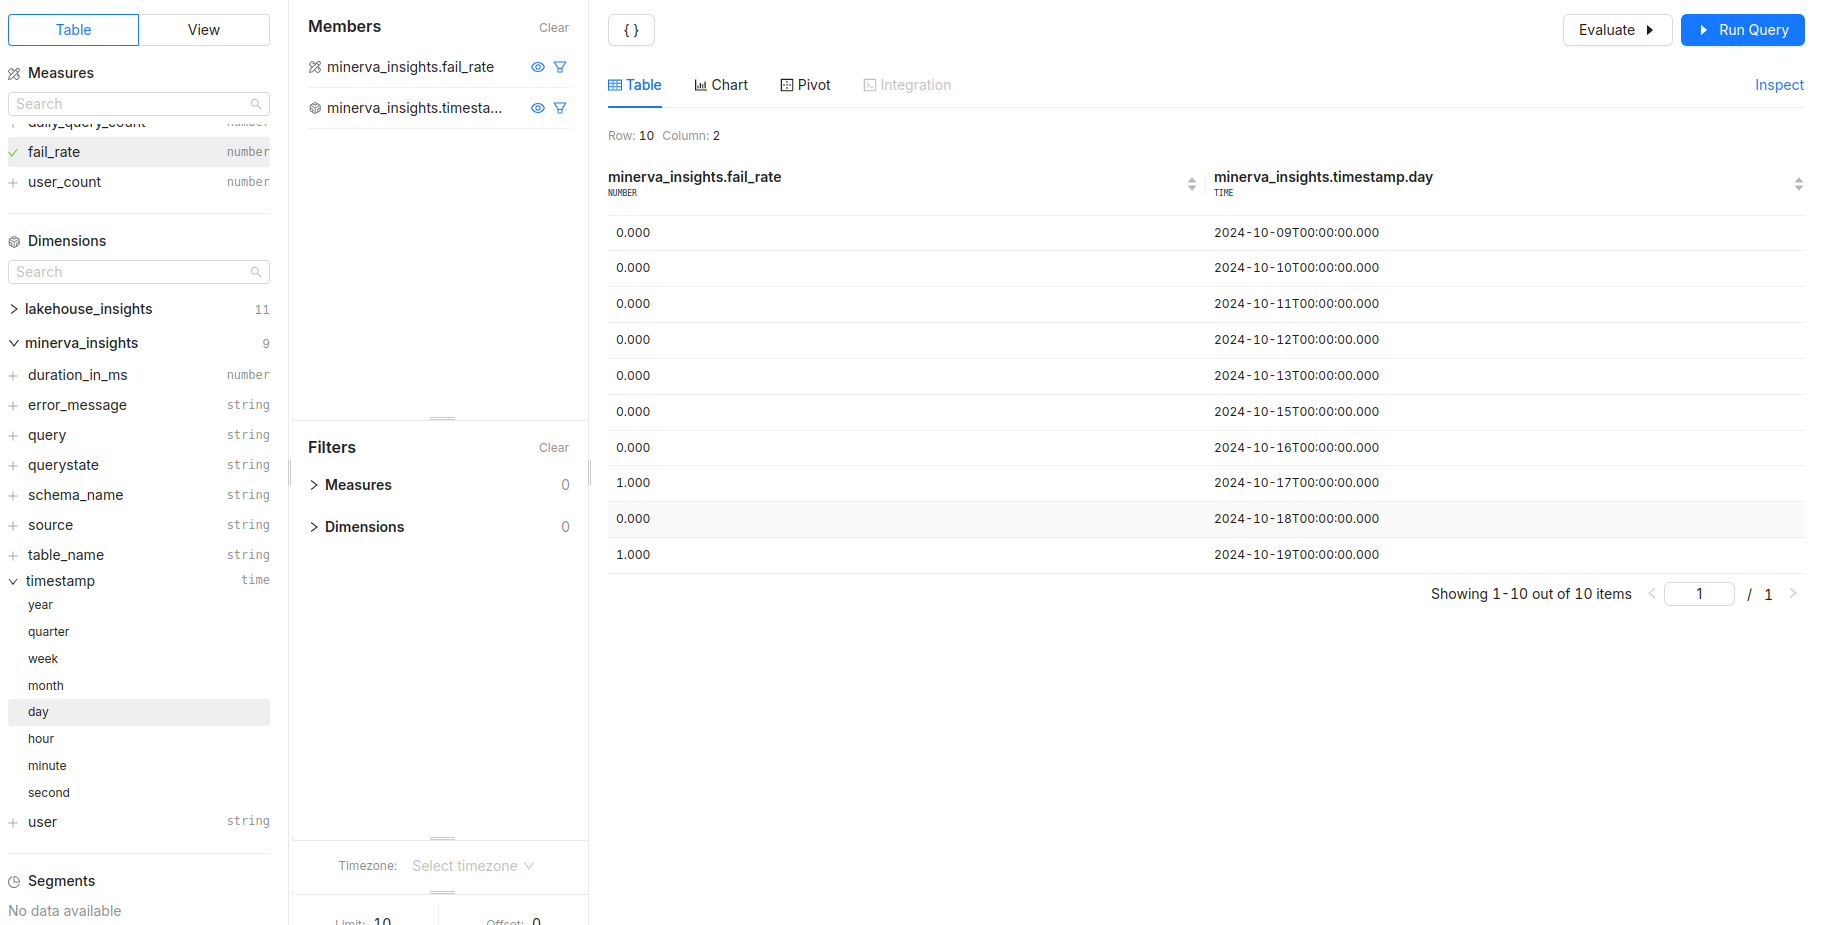 Table
View
Measures
Search
daily_query_count number
fail_rate number
user_count number
Dimensions
Search
lakehouse_insights 11
minerva_insights 9
duration_in_ms number
error_message string
query string
querystate string
schema_name string
source string
table_name string
timestamp time
year
quarter
week
month
day
hour
minute
second
user string
Segments
No data available
Members Clear
minerva_insights.fail_rate
minerva_insights.timesta...
Filters Clear
Measures 0
Dimensions 0
Timezone: Select timezone
Limit: 10 Offset: 0
{ }
Evaluate
Run Query
Table Chart Pivot Integration
Inspect
Row: 10 Column: 2
minerva_insights.fail_rate minerva_insights.timestamp.day
NUMBER TIME
0.000 2024-10-09T00:00:00.000
0.000 2024-10-10T00:00:00.000
0.000 2024-10-11T00:00:00.000
0.000 2024-10-12T00:00:00.000
0.000 2024-10-13T00:00:00.000
0.000 2024-10-15T00:00:00.000
0.000 2024-10-16T00:00:00.000
1.000 2024-10-17T00:00:00.000
0.000 2024-10-18T00:00:00.000
1.000 2024-10-19T00:00:00.000
Showing 1-10 out of 10 items 1 / 1